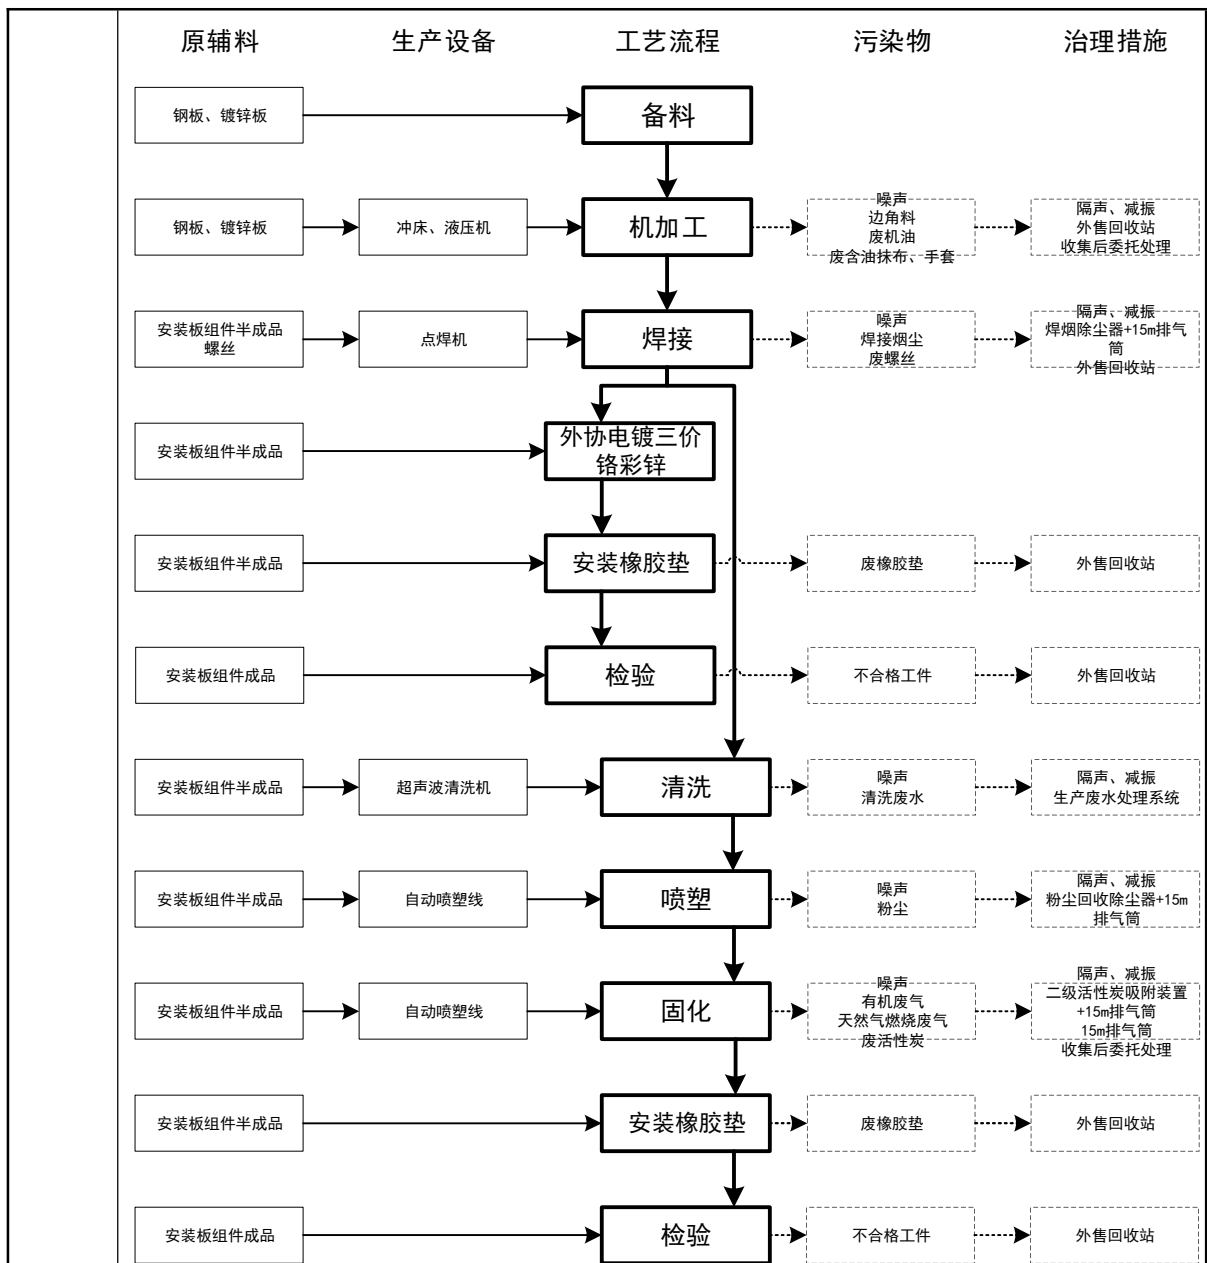 原辅料 生产设备 工艺流程 污染物 治理措施
钢板、镀锌板
备料
钢板、镀锌板
冲床、液压机
机加工
噪声
边角料
废机油
废含油抹布、手套
隔声、减振
外售回收站
收集后委托处理
安装板组件半成品
螺丝
点焊机
焊接
噪声
焊接烟尘
废螺丝
隔声、减振
焊烟除尘器+15m排气
筒
外售回收站
安装板组件半成品
外协电镀三价
铬彩锌
安装板组件半成品
安装橡胶垫
废橡胶垫
外售回收站
安装板组件成品
检验
不合格工件
外售回收站
安装板组件半成品
超声波清洗机
清洗
噪声
清洗废水
隔声、减振
生产废水处理系统
安装板组件半成品
自动喷塑线
喷塑
噪声
粉尘
隔声、减振
粉尘回收除尘器+15m
排气筒
安装板组件半成品
自动喷塑线
固化
噪声
有机废气
天然气燃烧废气
废活性炭
隔声、减振
二级活性炭吸附装置
+15m排气筒
15m排气筒
收集后委托处理
安装板组件半成品
安装橡胶垫
废橡胶垫
外售回收站
安装板组件成品
检验
不合格工件
外售回收站